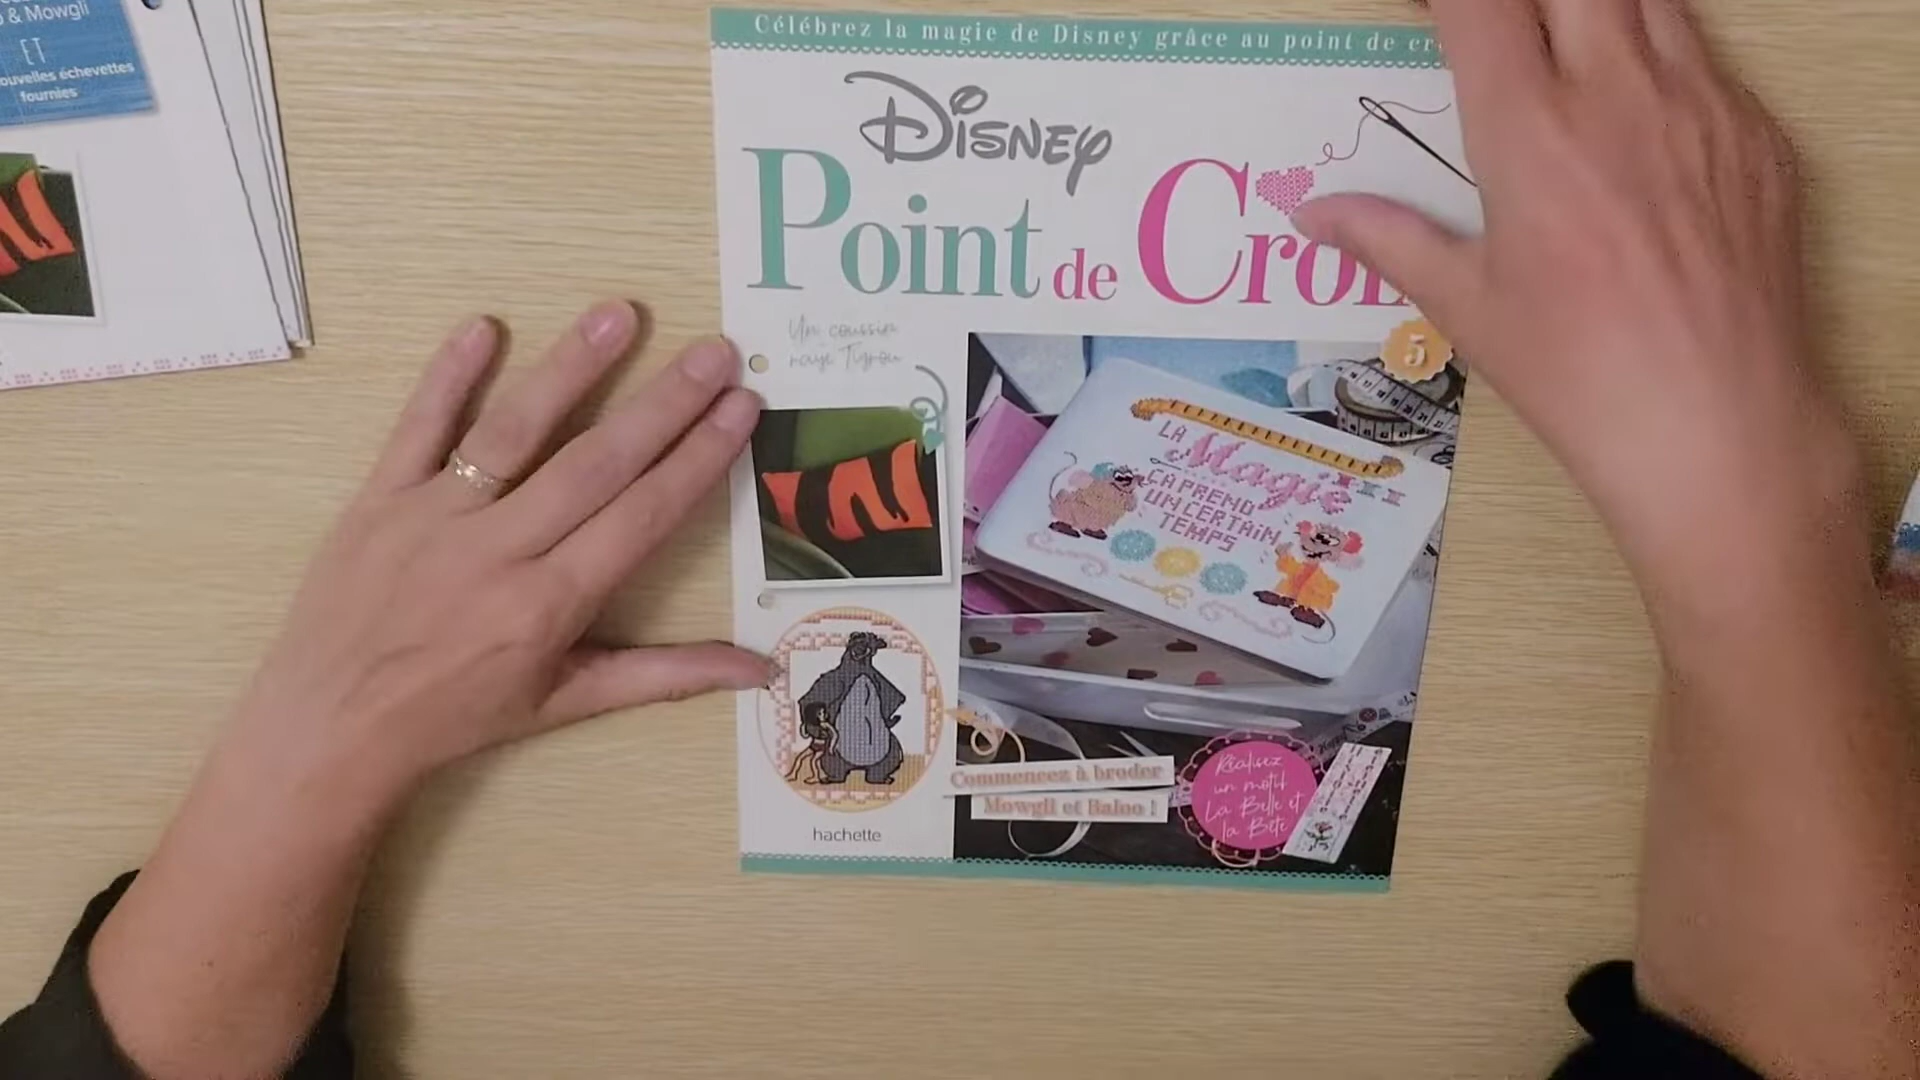 & Mowgli
ET
ouvelles échevettes
fournies
Célébrez la magie de Disney grâce au point de cr
Disney
Point de Croi
Un coussin
rayé Tigrou
5
LA
Magie
ÇA PREND
UN CERTAIN
TEMPS
Commencez à broder
Mowgli et Baloo !
Réalisez
un motif
La Belle et
la Bête
hachette